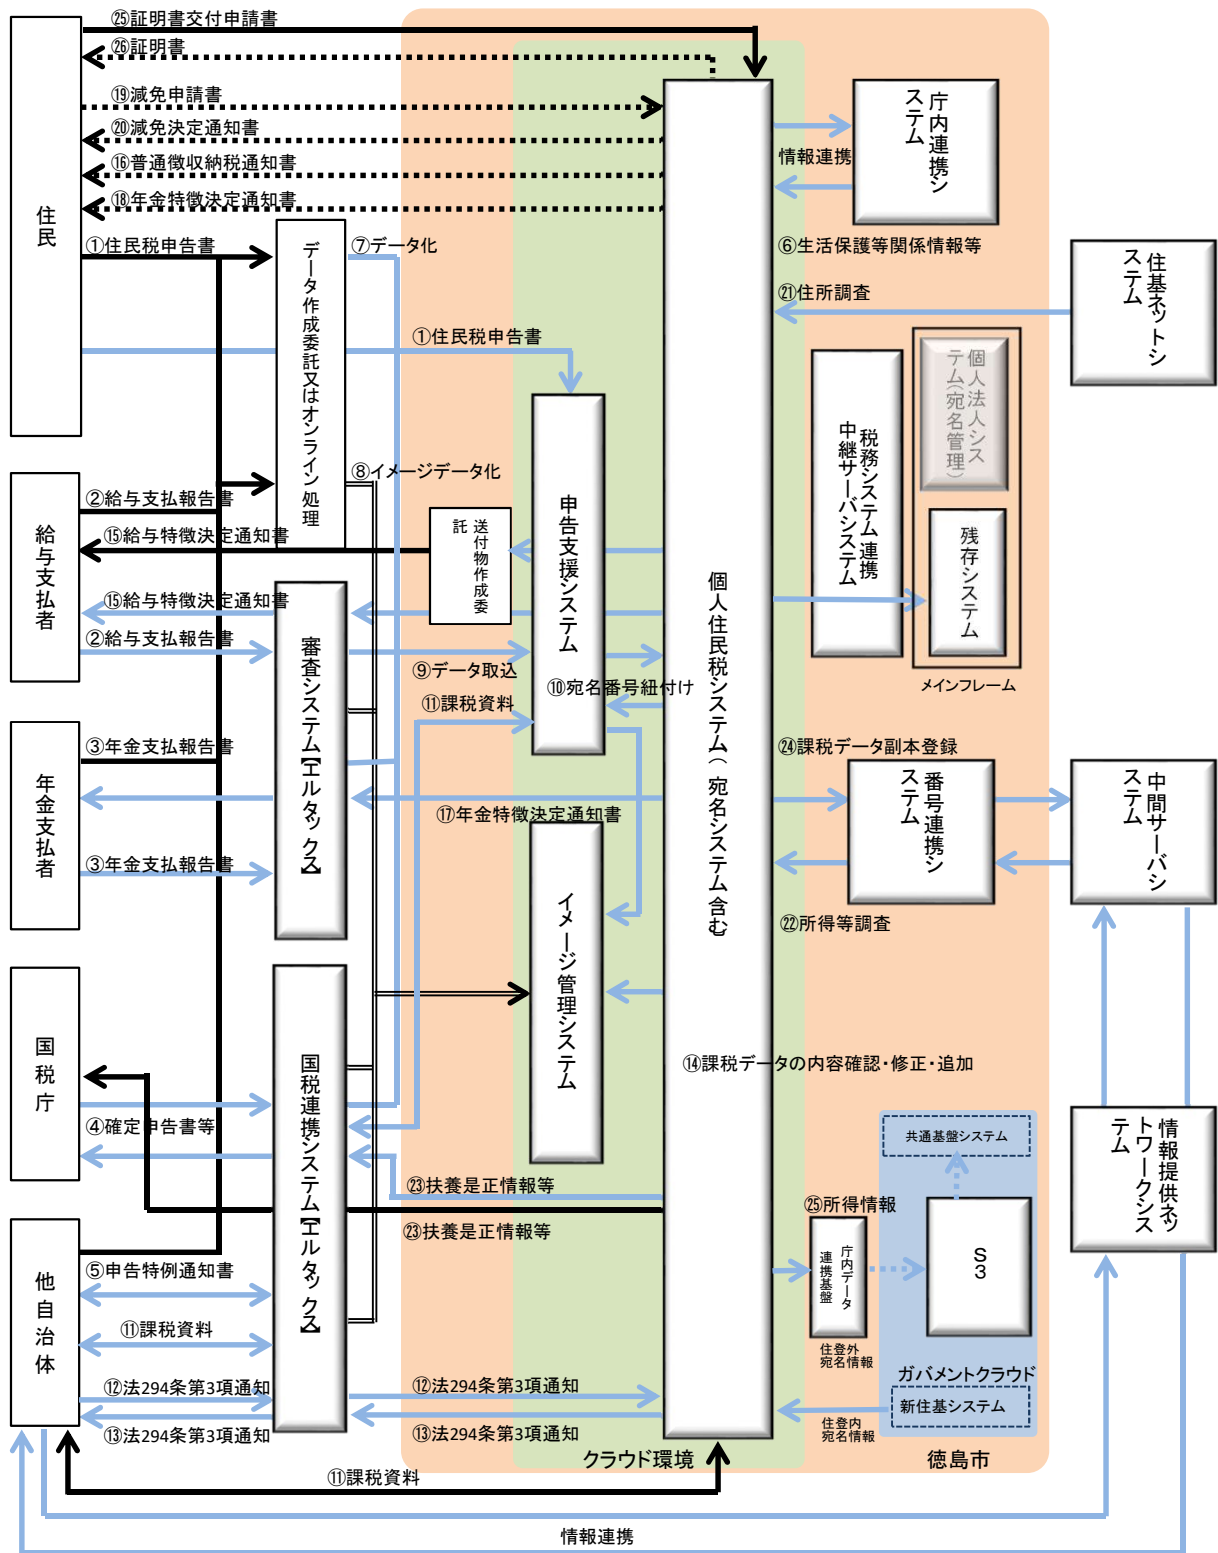 ㉕証明書交付申請書
㉖証明書
⑲減免申請書
⑳減免決定通知書
⑯普通徴収納税通知書
⑱年金特徴決定通知書
住民
①住民税申告書
⑦データ化
データ作成委託又はオンライン処理
①住民税申告書
⑧イメージデータ化
庁内連携シ
ステム
情報連携
⑥生活保護等関係情報等
㉑住所調査
住基ネットシ
ステム
税務システム連携
中継サーバシステム
個人法人シス
テム(宛名管理)
残存システム
メインフレーム
給与支払者
②給与支払報告書
⑮給与特徴決定通知書
⑮給与特徴決定通知書
②給与支払報告書
送付物作成委
託
申告支援システム
審査システム【エルタックス】
⑨データ取込
⑩宛名番号紐付け
⑪課税資料
個人住民税システム(宛名システム含む
年金支払者
③年金支払報告書
③年金支払報告書
⑰年金特徴決定通知書
イメージ管理システム
㉔課税データ副本登録
番号連携シ
ステム
中間サーバシ
ステム
㉒所得等調査
⑭課税データの内容確認・修正・追加
国税庁
④確定申告書等
国税連携システム【エルタックス】
㉓扶養是正情報等
㉓扶養是正情報等
共通基盤システム
㉕所得情報
庁内データ
連携基盤
S3
住登外
宛名情報
ガバメントクラウド
新住基システム
住登内
宛名情報
情報提供ネッ
トワークシス
テム
他自治体
⑤申告特例通知書
⑪課税資料
⑫法294条第3項通知
⑬法294条第3項通知
⑫法294条第3項通知
⑬法294条第3項通知
クラウド環境
徳島市
⑪課税資料
情報連携